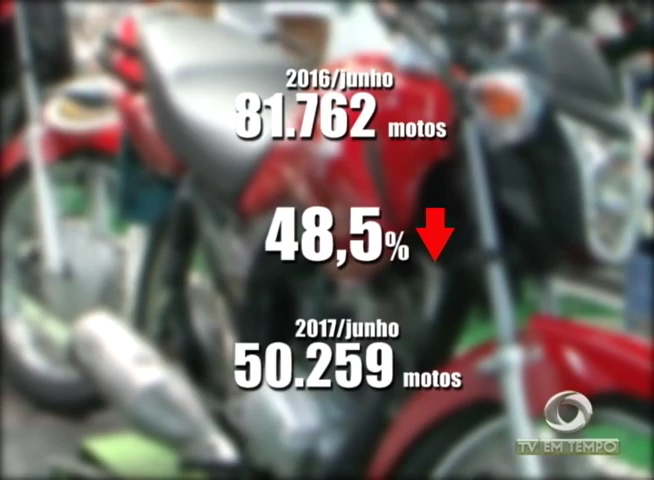 2016/junho
81.762 motos
48,5%
2017/junho
50.259 motos
TV EM TEMPO